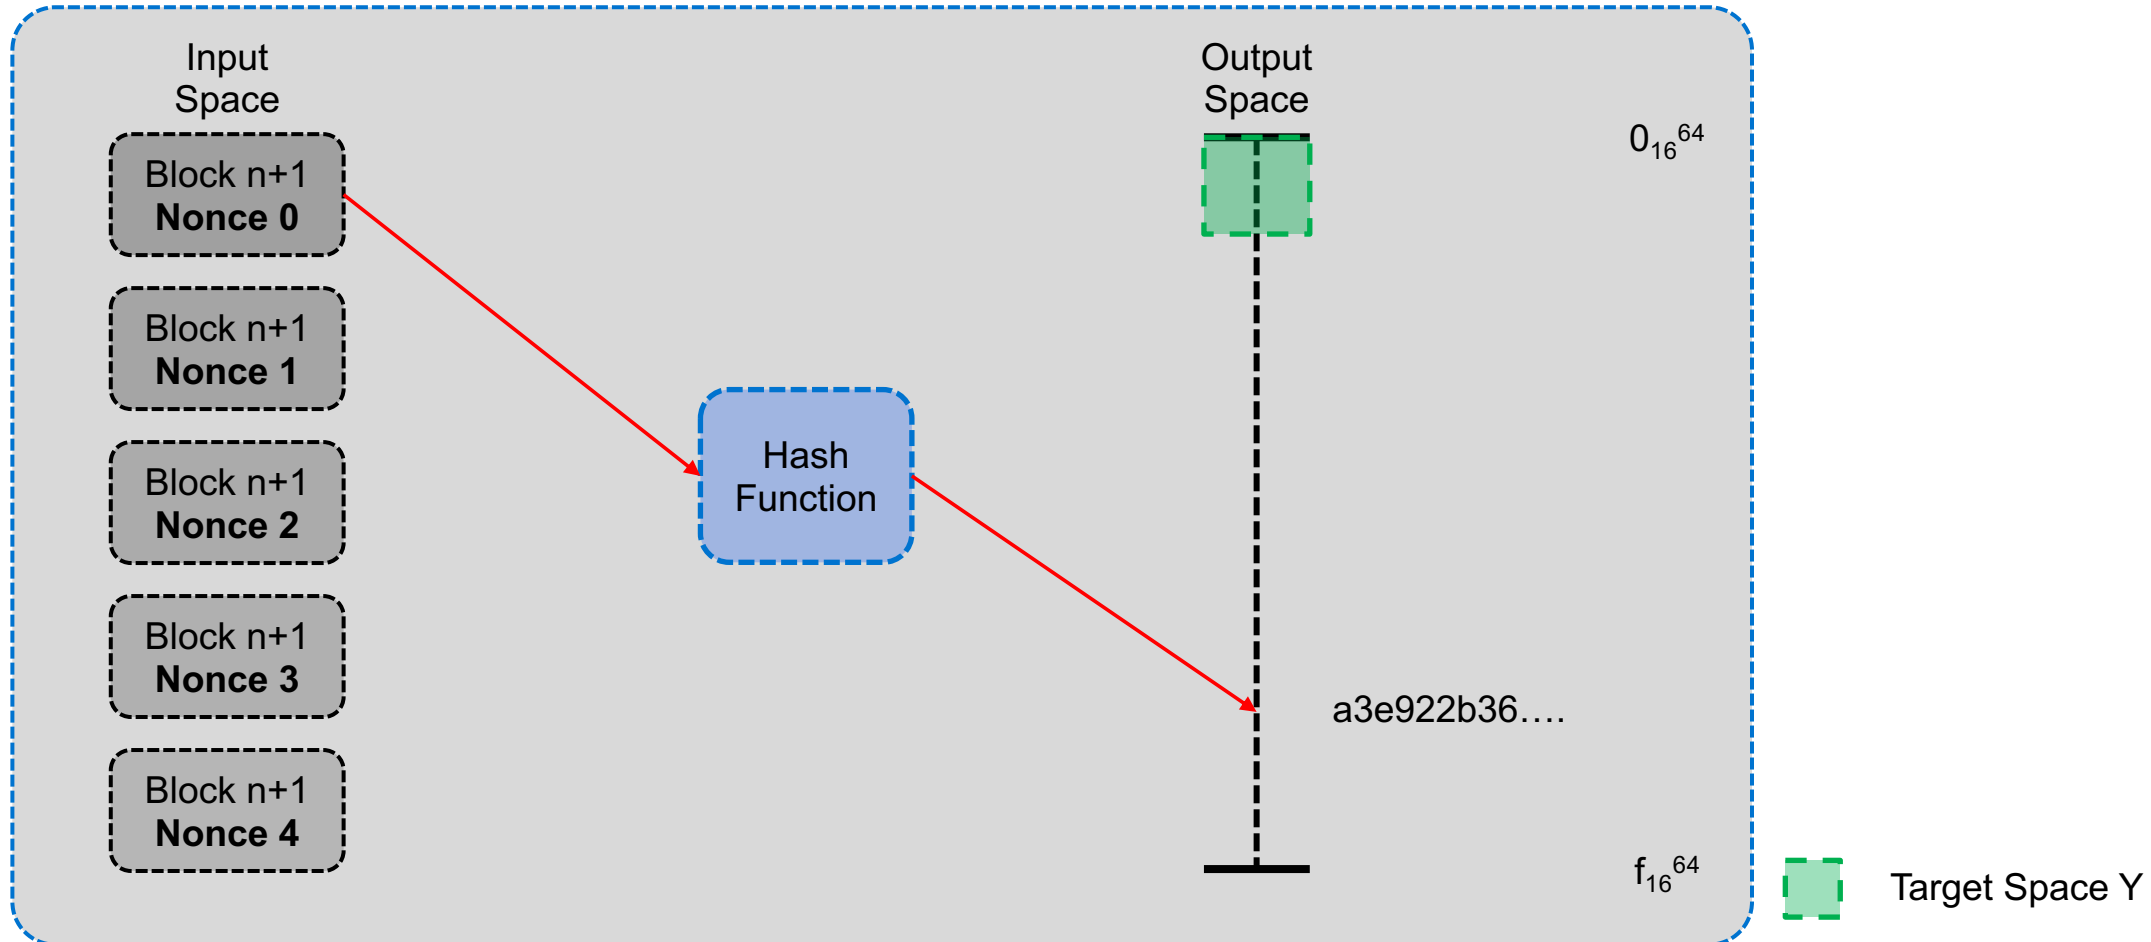 Input
Space
Block n+1
Nonce 0
Block n+1
Nonce 1
Block n+1
Nonce 2
Block n+1
Nonce 3
Block n+1
Nonce 4
Hash
Function
Output
Space
0₁₆⁶⁴
a3e922b36....
f₁₆⁶⁴
Target Space Y